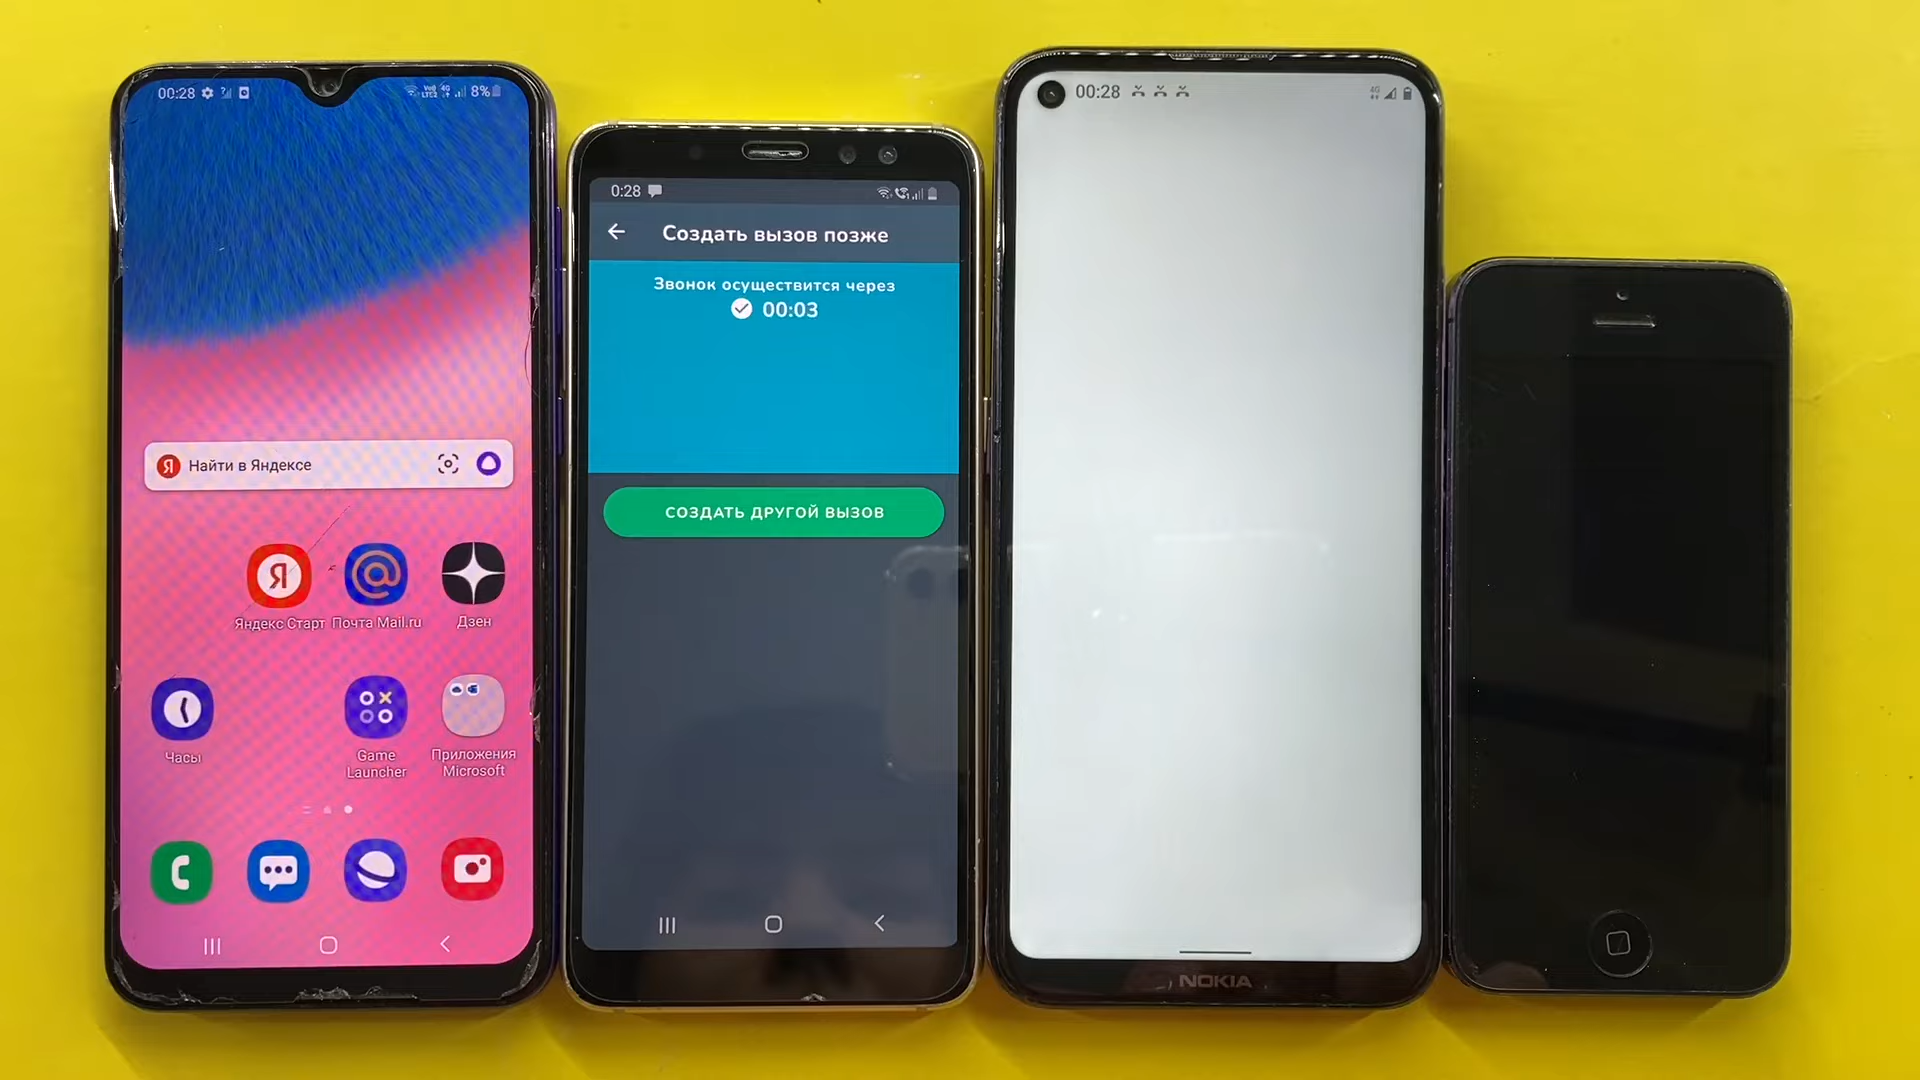 00:28
8%
Найти в Яндексе
Яндекс Старт
Почта Mail.ru
Дзен
Часы
Game Launcher
Приложения Microsoft
0:28
Создать вызов позже
Звонок осуществится через
00:03
СОЗДАТЬ ДРУГОЙ ВЫЗОВ
00:28
4G
NOKIA